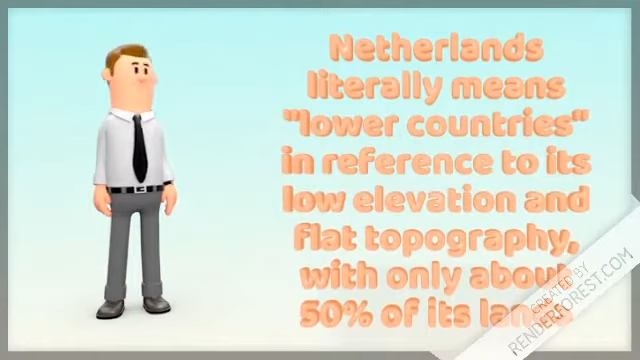 Netherlands
literally means
"lower countries"
in reference to its
low elevation and
flat topography,
with only about
50% of its land
CREATED BY
RENDERFOREST.COM